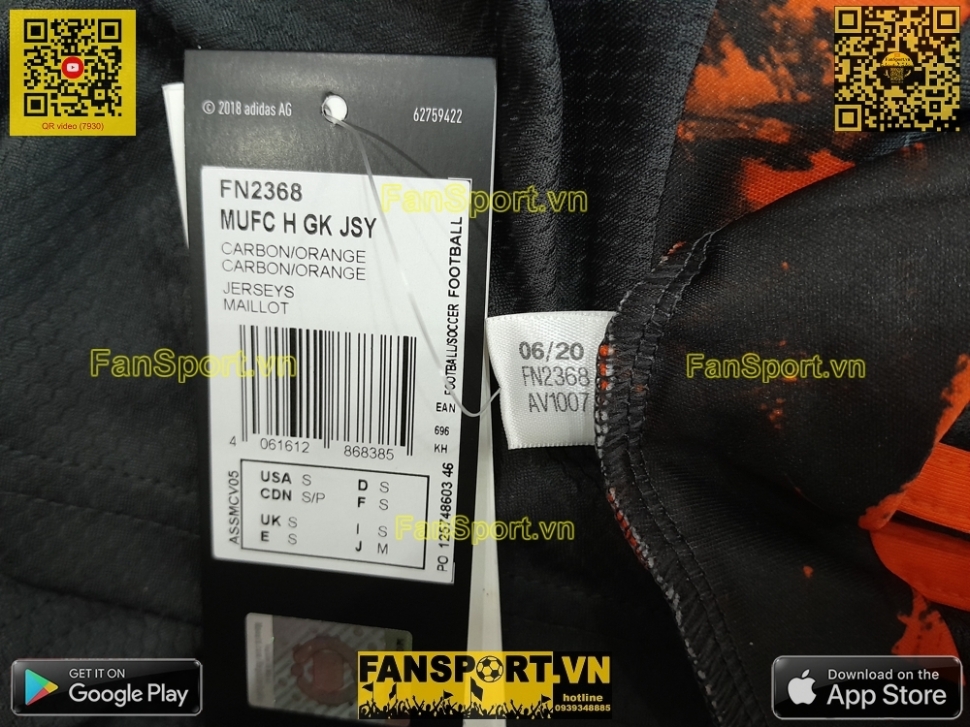 QR video (7930)
FanSport.vn
© 2018 adidas AG
62759422
FN2368
MUFC H GK JSY
CARBON/ORANGE
CARBON/ORANGE
JERSEYS
MAILLOT
FOOTBALL/SOCCER FOOTBALL
EAN
696
KH
4 061612 868385
ASSMCV05
USA S D S
CDN S/P F S
UK S I S
E S J M
FanSport.vn
06/20
FN2368
AV1007
FanSport.vn
FanSport.vn
FanSport.vn
GET IT ON
Google Play
FANSPORT.VN
hotline
0939348885
Download on the
App Store